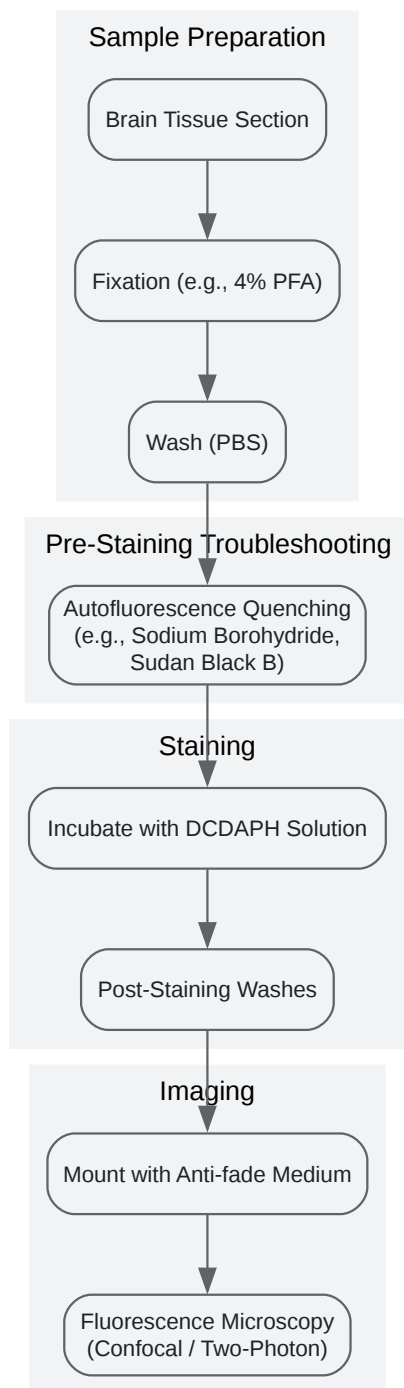 Sample Preparation
Brain Tissue Section
Fixation (e.g., 4% PFA)
Wash (PBS)
Pre-Staining Troubleshooting
Autofluorescence Quenching
(e.g., Sodium Borohydride,
Sudan Black B)
Staining
Incubate with DCDAPH Solution
Post-Staining Washes
Imaging
Mount with Anti-fade Medium
Fluorescence Microscopy
(Confocal / Two-Photon)